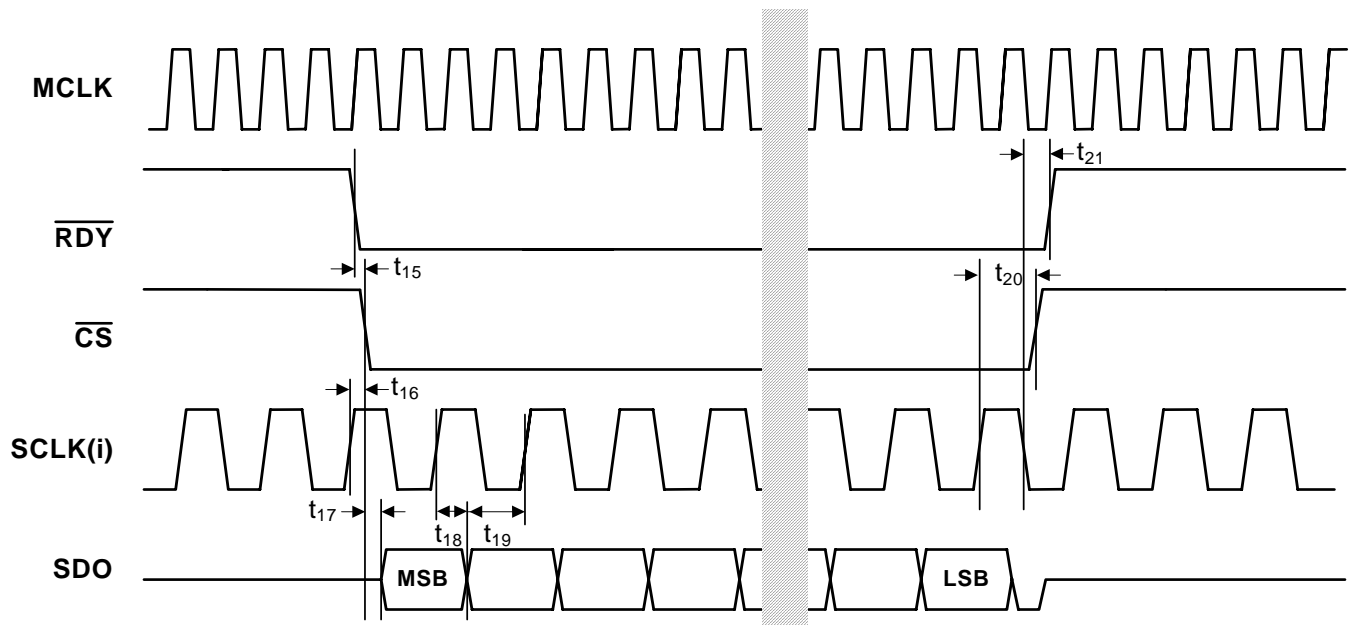 MCLK
t21
RDY
t15
t20
CS
t16
SCLK(i)
t17
t18
t19
SDO
MSB
LSB